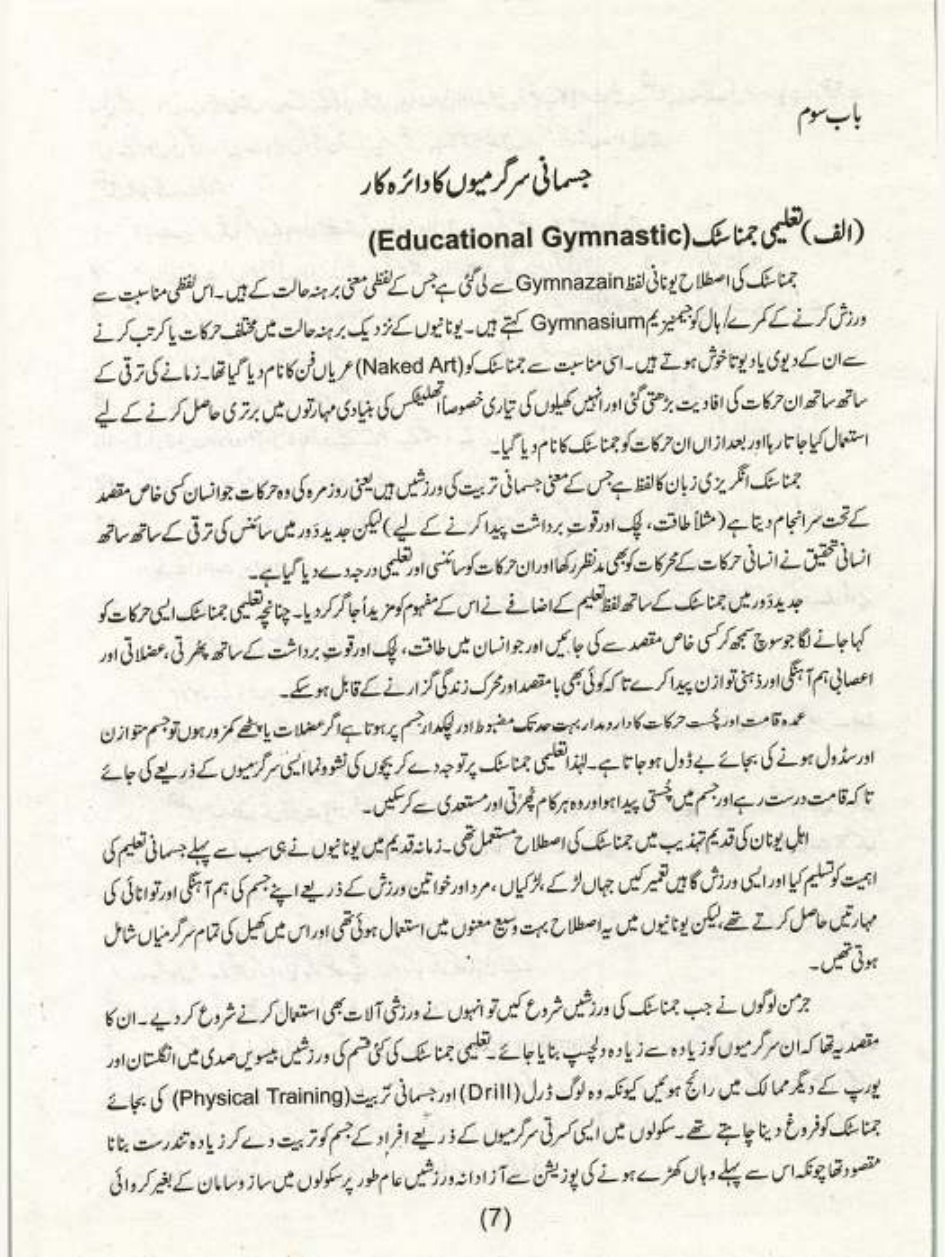 باب سوم
جسمانی سرگرمیوں کا دائرہ کار
(الف) تعلیمی جمناسٹک (Educational Gymnastic)
جمناسٹک کی اصطلاح یونانی لفظ Gymnazain سے لی گئی ہے جس کے لفظی معنی برہنہ حالت کے ہیں۔ اس لفظی مناسبت سے
ورزش کرنے کے کمرے/ہال کو جمنیزیم Gymnasium کہتے ہیں۔ یونانیوں کے نزدیک برہنہ حالت میں مختلف حرکات یا کرتب کرنے
سے ان کے دیوی یا دیوتا خوش ہوتے ہیں۔ اسی مناسبت سے جمناسٹک کو (Naked Art) عریاں فن کا نام دیا گیا تھا۔ زمانے کی ترقی کے
ساتھ ساتھ ان حرکات کی افادیت بڑھتی گئی اور انہیں کھیلوں کی تیاری خصوصاً اتھلیٹکس کی بنیادی مہارتوں میں برتری حاصل کرنے کے لیے
استعمال کیا جاتا رہا اور بعد ازاں ان حرکات کو جمناسٹک کا نام دیا گیا۔
جمناسٹک انگریزی زبان کا لفظ ہے جس کے معنی جسمانی تربیت کی ورزشیں ہیں یعنی روزمرہ کی وہ حرکات جو انسان کسی خاص مقصد
کے تحت سرانجام دیتا ہے (مثلاً طاقت، لچک اور قوتِ برداشت پیدا کرنے کے لیے) لیکن جدید دَور میں سائنس کی ترقی کے ساتھ ساتھ
انسانی تحقیق نے انسانی حرکات کے محرکات کو بھی مدنظر رکھا اور ان حرکات کو سائنسی اور تعلیمی درجہ دے دیا گیا ہے۔
جدید دَور میں جمناسٹک کے ساتھ لفظ تعلیم کے اضافے نے اس کے مفہوم کو مزید اُجاگر کر دیا۔ چنانچہ تعلیمی جمناسٹک ایسی حرکات کو
کہا جانے لگا جو سوچ سمجھ کر کسی خاص مقصد سے کی جائیں اور جو انسان میں طاقت، لچک اور قوتِ برداشت کے ساتھ پھرتی، عضلاتی اور
اعصابی ہم آہنگی اور ذہنی توازن پیدا کرے تا کہ کوئی بھی با مقصد اور محرک زندگی گزارنے کے قابل ہو سکے۔
عمدہ قامت اور چُست حرکات کا دارومدار بہت حد تک مضبوط اور لچکدار جسم پر ہوتا ہے اگر عضلات یا پٹھے کمزور ہوں تو جسم متوازن
اور سڈول ہونے کی بجائے بے ڈول ہو جاتا ہے۔ لہٰذا تعلیمی جمناسٹک پر توجہ دے کر بچوں کی نشوونما ایسی سرگرمیوں کے ذریعے کی جائے
تا کہ قامت درست رہے اور جسم میں چُستی پیدا ہو اور وہ ہر کام پُھرتی اور مستعدی سے کر سکیں۔
اہلِ یونان کی قدیم تہذیب میں جمناسٹک کی اصطلاح مستعمل تھی۔ زمانہ قدیم میں یونانیوں نے ہی سب سے پہلے جسمانی تعلیم کی
اہمیت کو تسلیم کیا اور ایسی ورزش گاہیں تعمیر کیں جہاں لڑکے، لڑکیاں، مرد اور خواتین ورزش کے ذریعے اپنے جسم کی ہم آہنگی اور توانائی کی
مہارتیں حاصل کرتے تھے، لیکن یونانیوں میں یہ اصطلاح بہت وسیع معنوں میں استعمال ہوئی تھی اور اس میں کھیل کی تمام سرگرمیاں شامل
ہوتی تھیں۔
جرمن لوگوں نے جب جمناسٹک کی ورزشیں شروع کیں تو انہوں نے ورزشی آلات بھی استعمال کرنے شروع کر دیے۔ ان کا
مقصد یہ تھا کہ ان سرگرمیوں کو زیادہ سے زیادہ دلچسپ بنایا جائے۔ تعلیمی جمناسٹک کی کئی قسم کی ورزشیں بیسویں صدی میں انگلستان اور
یورپ کے دیگر ممالک میں رائج ہوئیں کیونکہ وہ لوگ ڈرل (Drill) اور جسمانی تربیت (Physical Training) کی بجائے
جمناسٹک کو فروغ دینا چاہتے تھے۔ سکولوں میں ایسی کسرتی سرگرمیوں کے ذریعے افراد کے جسم کو تربیت دے کر زیادہ تندرست بنانا
مقصود تھا چونکہ اس سے پہلے وہاں کھڑے ہونے کی پوزیشن سے آزادانہ ورزشیں عام طور پر سکولوں میں ساز و سامان کے بغیر کروائی
(7)